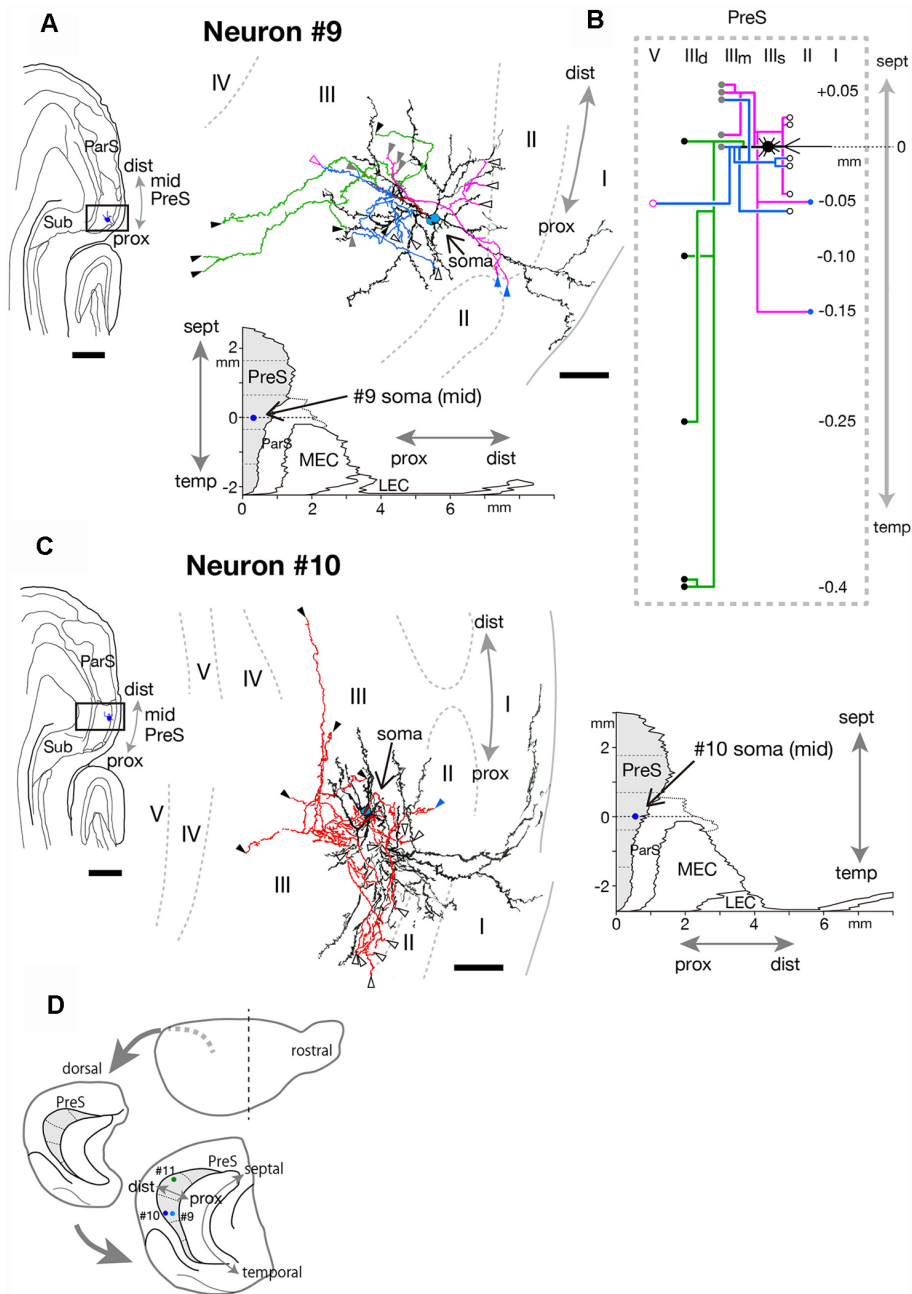 A
Neuron #9
IV
III
II
I
dist
prox
ParS
dist
mid
PreS
Sub
prox
soma
II
sept
2
mm
PreS
#9 soma (mid)
0
ParS
MEC
prox
dist
temp
-2
LEC
0
2
4
6
mm
B
PreS
V
IIId
IIIm
IIIs
II
I
sept
+0.05
0
mm
-0.05
-0.10
-0.15
-0.25
temp
-0.4
C
Neuron #10
ParS
dist
mid
PreS
Sub
prox
V
IV
III
soma
dist
I
prox
II
V
IV
III
II
I
mm
2
PreS
#10 soma (mid)
sept
0
ParS
MEC
temp
-2
LEC
0
2
4
6
mm
prox
dist
D
rostral
dorsal
PreS
PreS
#11
septal
dist
prox
#10
#9
temporal